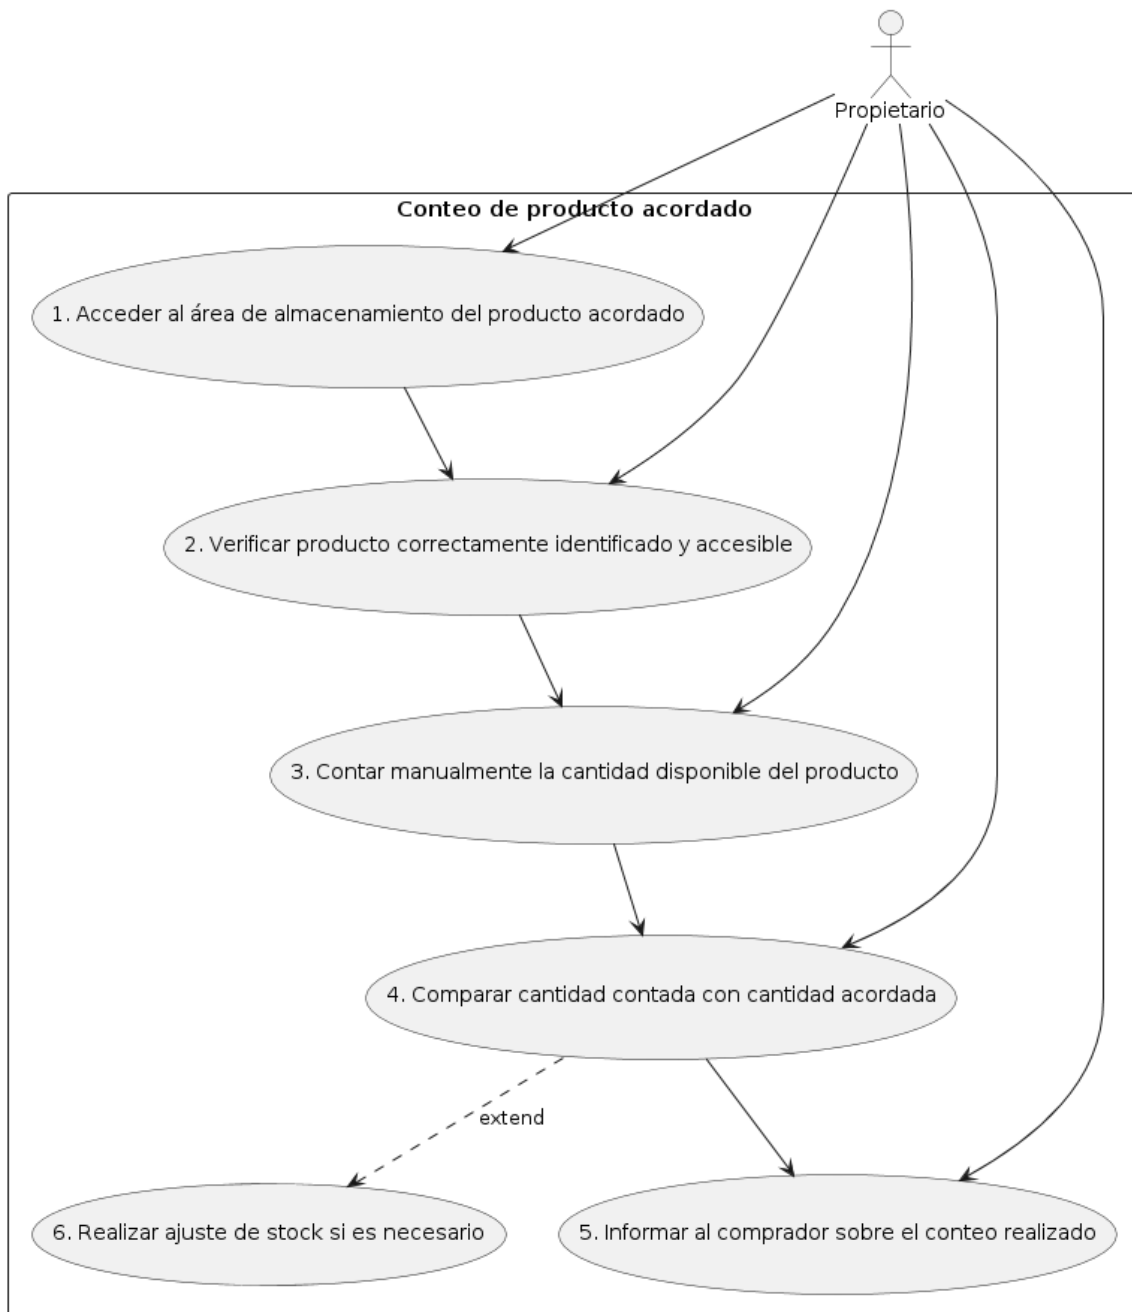 Propietario
Conteo de producto acordado
1. Acceder al área de almacenamiento del producto acordado
2. Verificar producto correctamente identificado y accesible
3. Contar manualmente la cantidad disponible del producto
4. Comparar cantidad contada con cantidad acordada
extend
6. Realizar ajuste de stock si es necesario
5. Informar al comprador sobre el conteo realizado